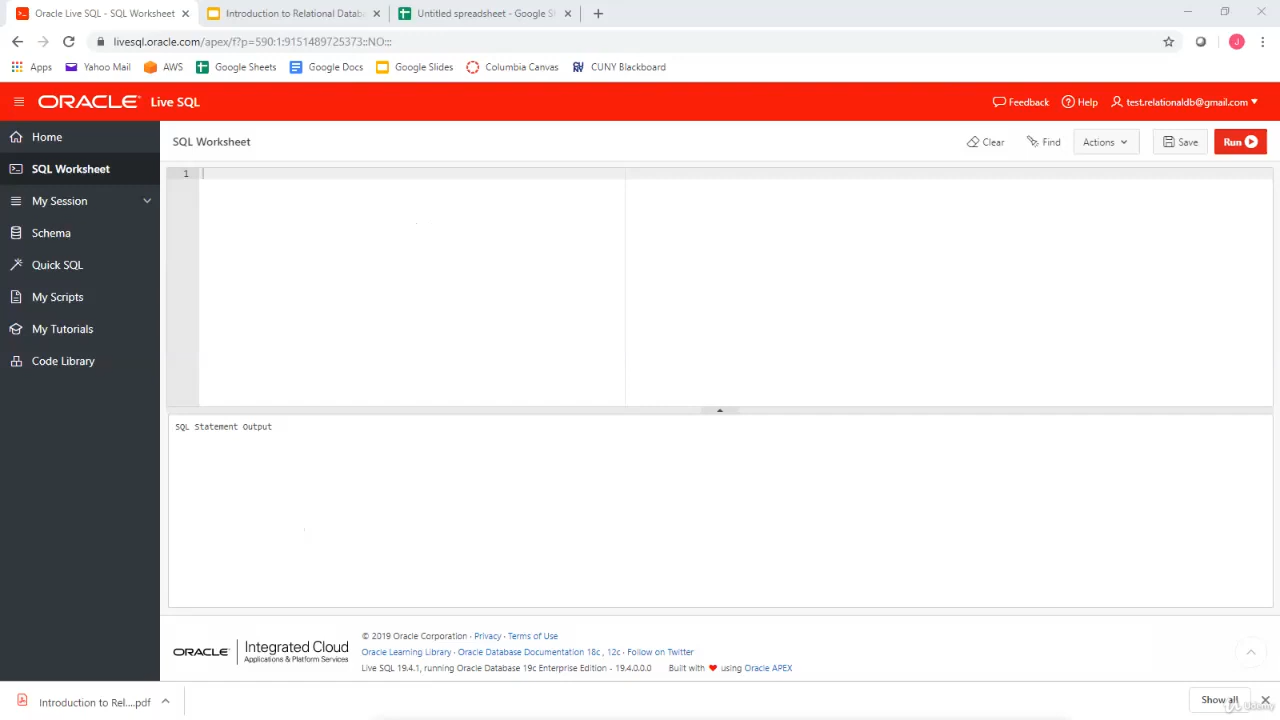 Oracle Live SQL - SQL Worksheet
Introduction to Relational Datab
Untitled spreadsheet - Google S
livesql.oracle.com/apex/f?p=590:1:9151489725373::NO:::
J
Apps
Yahoo Mail
AWS
Google Sheets
Google Docs
Google Slides
Columbia Canvas
CUNY Blackboard
ORACLE Live SQL
Feedback
Help
test.relationaldb@gmail.com
Home
SQL Worksheet
My Session
Schema
Quick SQL
My Scripts
My Tutorials
Code Library
SQL Worksheet
Clear
Find
Actions
Save
Run
1
SQL Statement Output
ORACLE
Integrated Cloud
Applications & Platform Services
© 2019 Oracle Corporation · Privacy · Terms of Use
Oracle Learning Library · Oracle Database Documentation 18c , 12c · Follow on Twitter
Live SQL 19.4.1, running Oracle Database 19c Enterprise Edition - 19.4.0.0.0 Built with ❤ using Oracle APEX
Introduction to Rel....pdf
Show all
Udemy